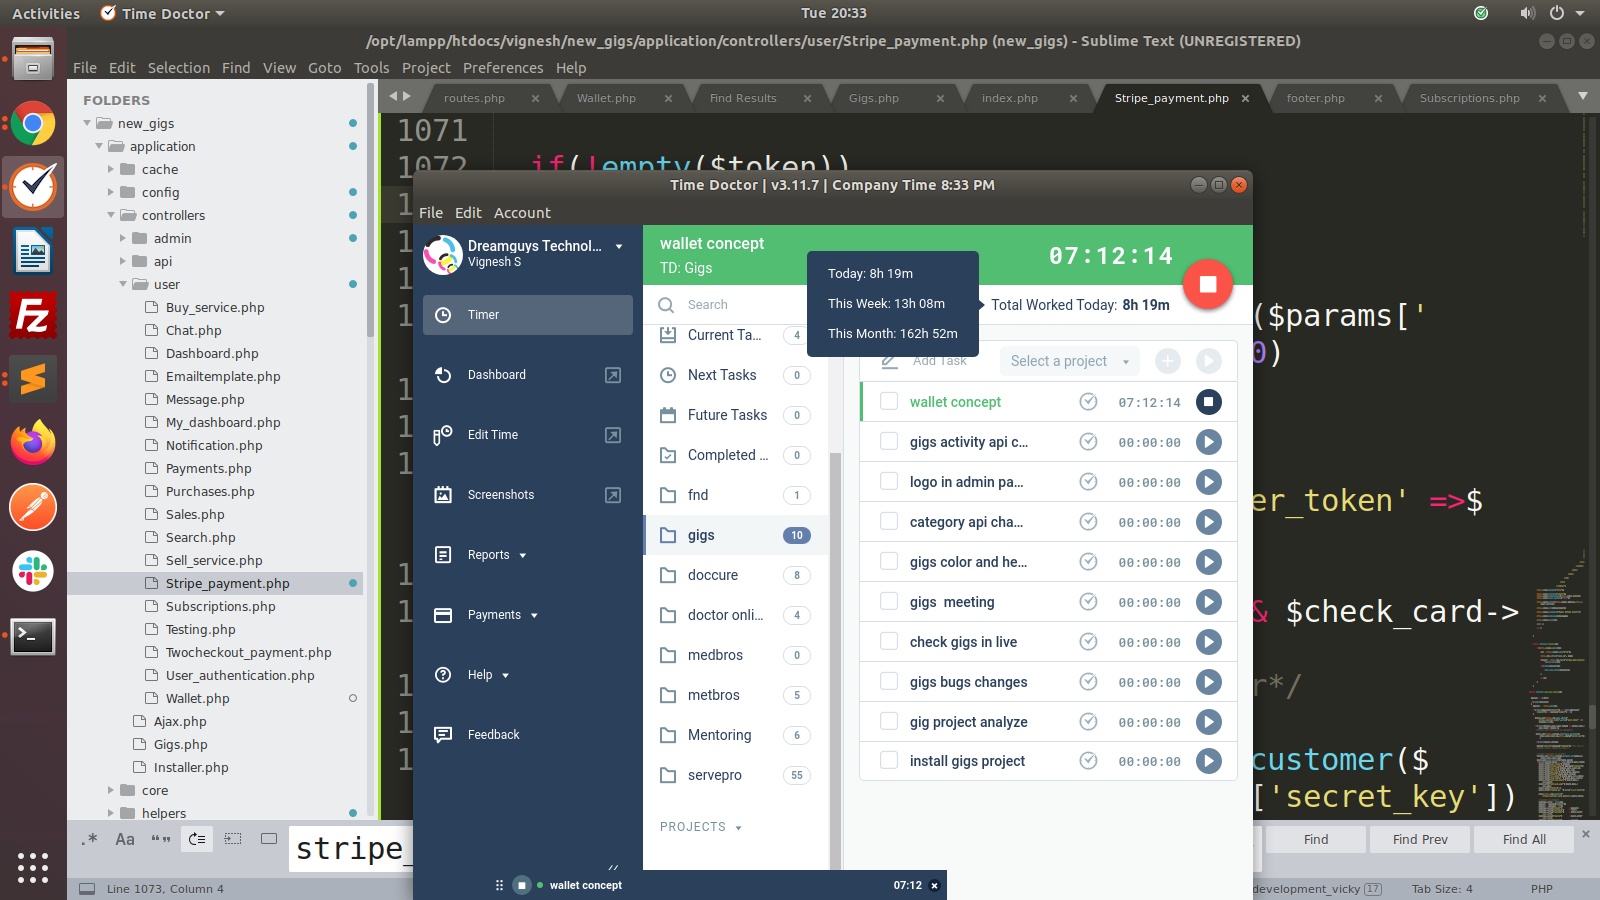 Activities
Time Doctor
Tue 20:33
/opt/lampp/htdocs/vignesh/new_gigs/application/controllers/user/Stripe_payment.php (new_gigs) - Sublime Text (UNREGISTERED)
File Edit Selection Find View Goto Tools Project Preferences Help
FOLDERS
new_gigs
application
cache
config
controllers
admin
api
user
Buy_service.php
Chat.php
Dashboard.php
Emailtemplate.php
Message.php
My_dashboard.php
Notification.php
Payments.php
Purchases.php
Sales.php
Search.php
Sell_service.php
Stripe_payment.php
Subscriptions.php
Testing.php
Twocheckout_payment.php
User_authentication.php
Wallet.php
Ajax.php
Gigs.php
Installer.php
core
helpers
routes.php
Wallet.php
Find Results
Gigs.php
index.php
Stripe_payment.php
footer.php
Subscriptions.php
1071
1072 if(!empty($token))
($params['
0)
er_token' =>$
& $check_card->
r*/
customer($
['secret_key'])
Time Doctor | v3.11.7 | Company Time 8:33 PM
File Edit Account
Dreamguys Technol...
Vignesh S
Timer
Dashboard
Edit Time
Screenshots
Reports
Payments
Help
Feedback
wallet concept
TD: Gigs
07:12:14
Today: 8h 19m
This Week: 13h 08m
This Month: 162h 52m
Total Worked Today: 8h 19m
Search
Current Ta... 4
Next Tasks 0
Future Tasks 0
Completed ... 0
fnd 1
gigs 10
doccure 8
doctor onli... 4
medbros 0
metbros 5
Mentoring 6
servepro 55
PROJECTS
Add Task
Select a project
wallet concept 07:12:14
gigs activity api c... 00:00:00
logo in admin pa... 00:00:00
category api cha... 00:00:00
gigs color and he... 00:00:00
gigs meeting 00:00:00
check gigs in live 00:00:00
gigs bugs changes 00:00:00
gig project analyze 00:00:00
install gigs project 00:00:00
wallet concept 07:12
.* Aa “”
stripe_
Find
Find Prev
Find All
Line 1073, Column 4
development_vicky 17
Tab Size: 4
PHP